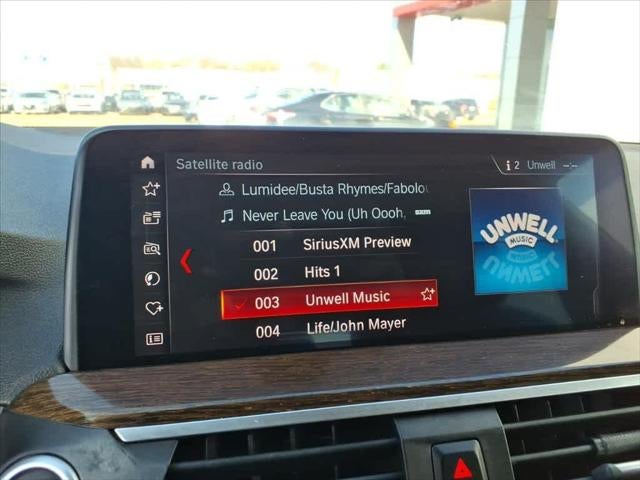 Satellite radio
i 2 Unwell --:--
Lumidee/Busta Rhymes/Fabolo
Never Leave You (Uh Oooh,
001 SiriusXM Preview
002 Hits 1
003 Unwell Music
004 Life/John Mayer
UNWELL
MUSIC